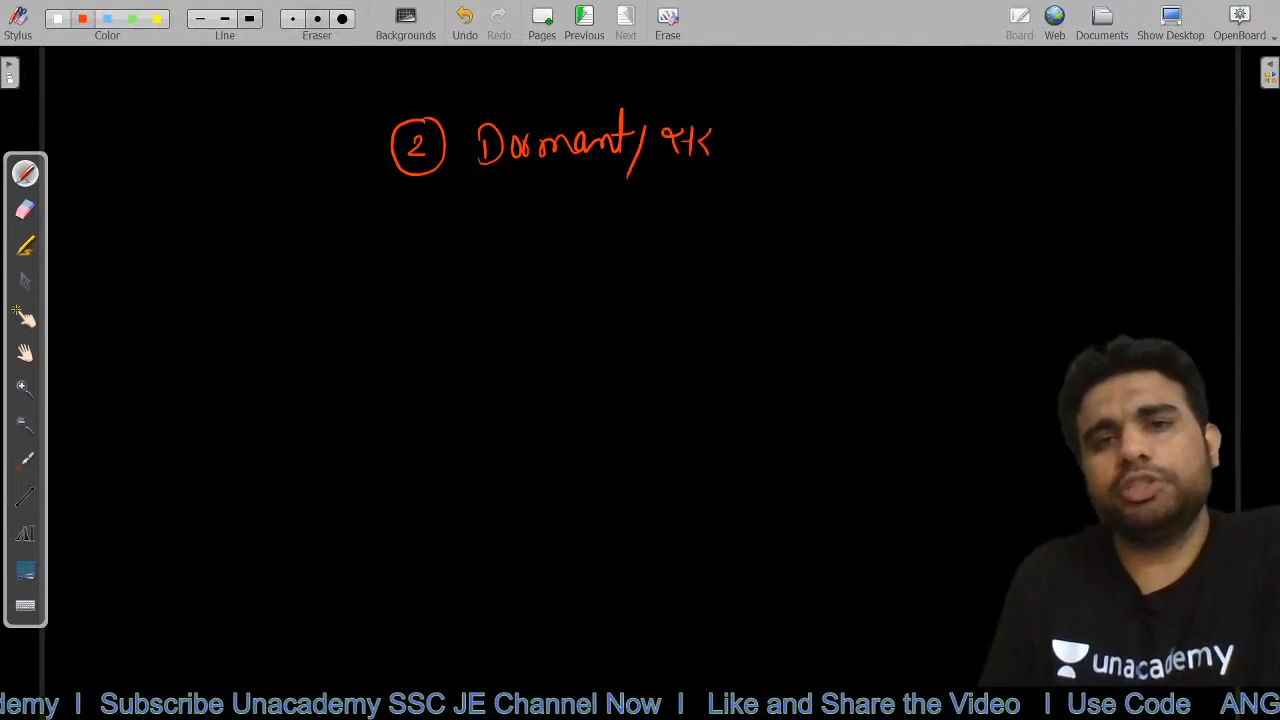 Stylus Color Line Eraser Backgrounds Undo Redo Pages Previous Next Erase Board Web Documents Show Desktop OpenBoard
2 Dormant/
AI
unacademy
demy I Subscribe Unacademy SSC JE Channel Now I Like and Share the Video I Use Code ANG